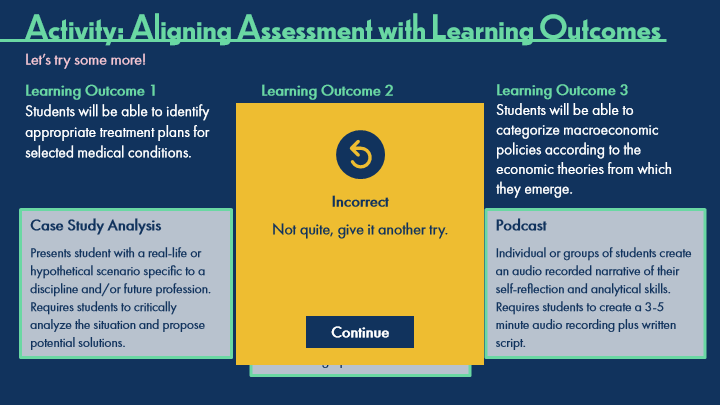 Activity: Aligning Assessment with Learning Outcomes
Let's try some more!
Learning Outcome 1
Students will be able to identify
appropriate treatment plans for
selected medical conditions.
Case Study Analysis
Presents student with a real-life or
hypothetical scenario specific to a
discipline and/or future profession.
Requires students to critically
analyze the situation and propose
potential solutions.
Learning Outcome 2
Incorrect
Not quite, give it another try.
Continue
Learning Outcome 3
Students will be able to
categorize macroeconomic
policies according to the
economic theories from which
they emerge.
Podcast
Individual or groups of students create
an audio recorded narrative of their
self-reflection and analytical skills.
Requires students to create a 3-5
minute audio recording plus written
script.